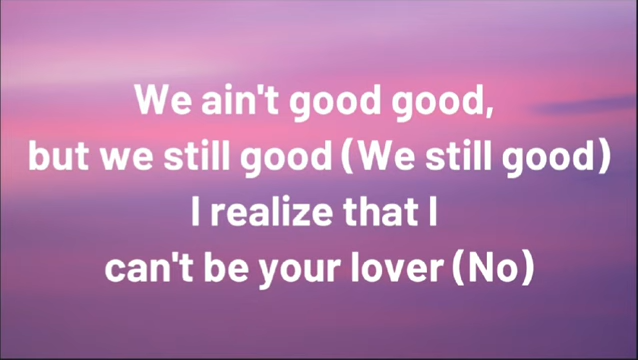 We ain't good good,
but we still good (We still good)
I realize that I
can't be your lover (No)